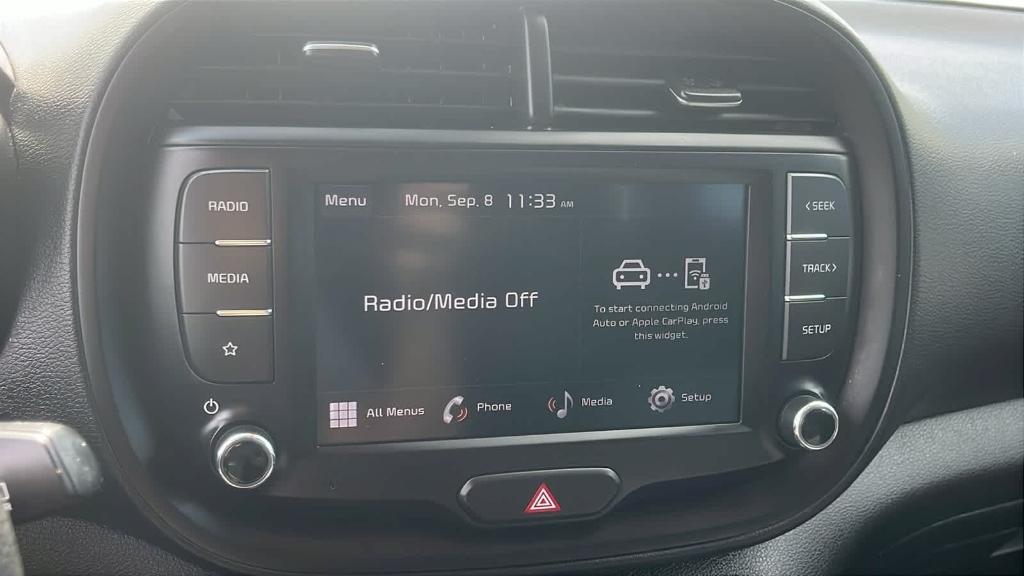 RADIO
MEDIA
Menu
Mon, Sep. 8 11:33 AM
Radio/Media Off
To start connecting Android
Auto or Apple CarPlay, press
this widget.
All Menus
Phone
Media
Setup
< SEEK
TRACK >
SETUP